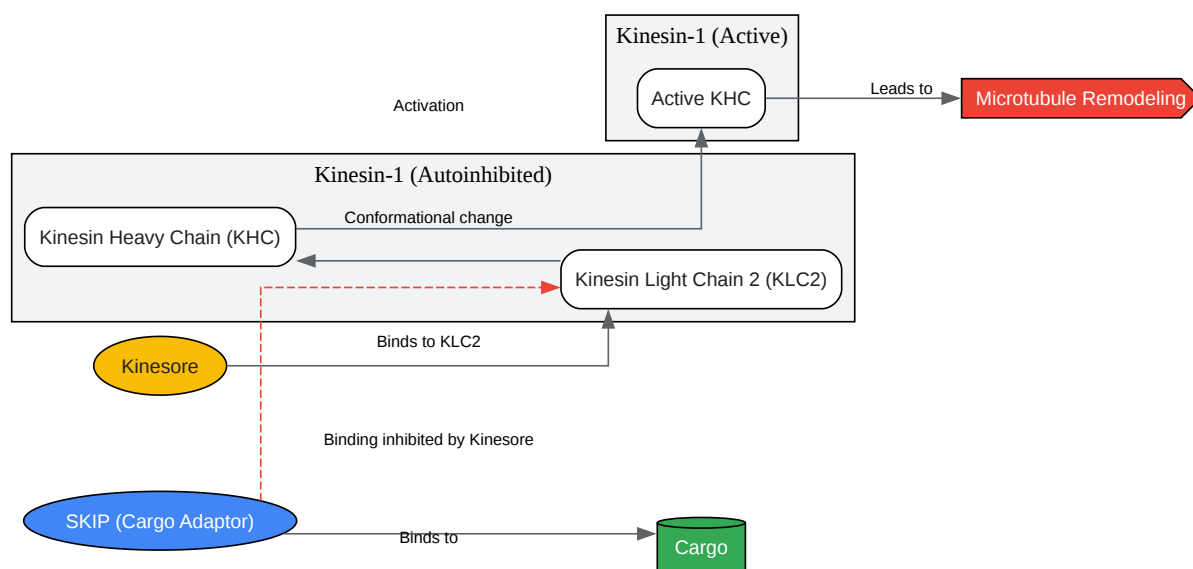 Kinesin-1 (Active)
Active KHC
Leads to
Microtubule Remodeling
Activation
Kinesin-1 (Autoinhibited)
Kinesin Heavy Chain (KHC)
Conformational change
Kinesin Light Chain 2 (KLC2)
Binds to KLC2
Kinesore
Binding inhibited by Kinesore
SKIP (Cargo Adaptor)
Binds to
Cargo